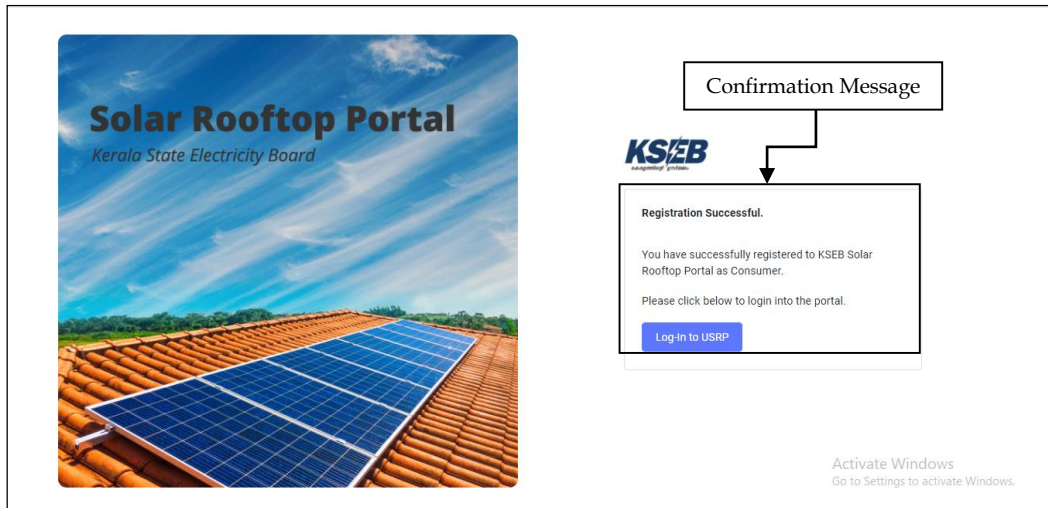 Solar Rooftop Portal
Kerala State Electricity Board
Confirmation Message
KSEB
Registration Successful.
You have successfully registered to KSEB Solar
Rooftop Portal as Consumer.
Please click below to login into the portal.
Log-In to USRP
Activate Windows
Go to Settings to activate Windows.